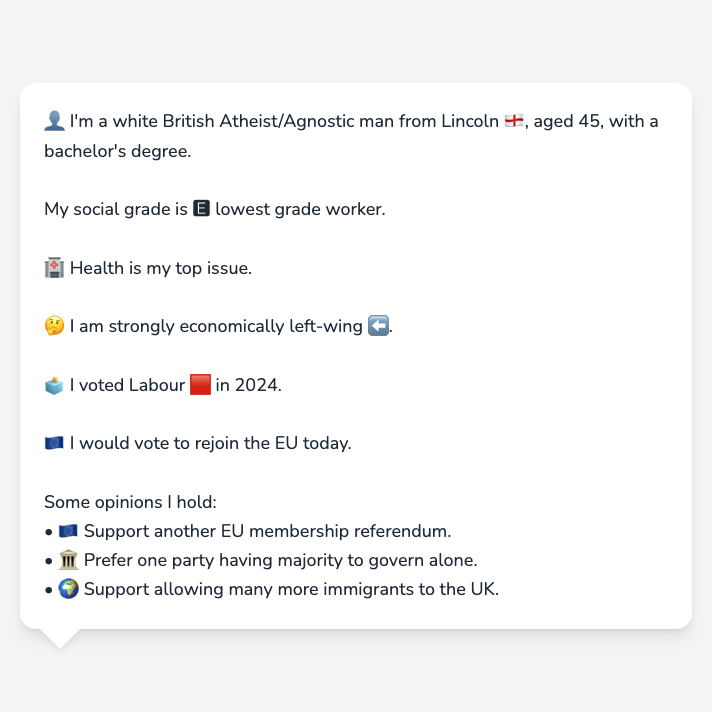 👤 I'm a white British Atheist/Agnostic man from Lincoln 🏴󠁧󠁢󠁥󠁮󠁧󠁿, aged 45, with a
bachelor's degree.
My social grade is 🅴 lowest grade worker.
🏥 Health is my top issue.
🤔 I am strongly economically left-wing ⬅️.
🗳️ I voted Labour 🟥 in 2024.
🇪🇺 I would vote to rejoin the EU today.
Some opinions I hold:
• 🇪🇺 Support another EU membership referendum.
• 🏛️ Prefer one party having majority to govern alone.
• 🌍 Support allowing many more immigrants to the UK.